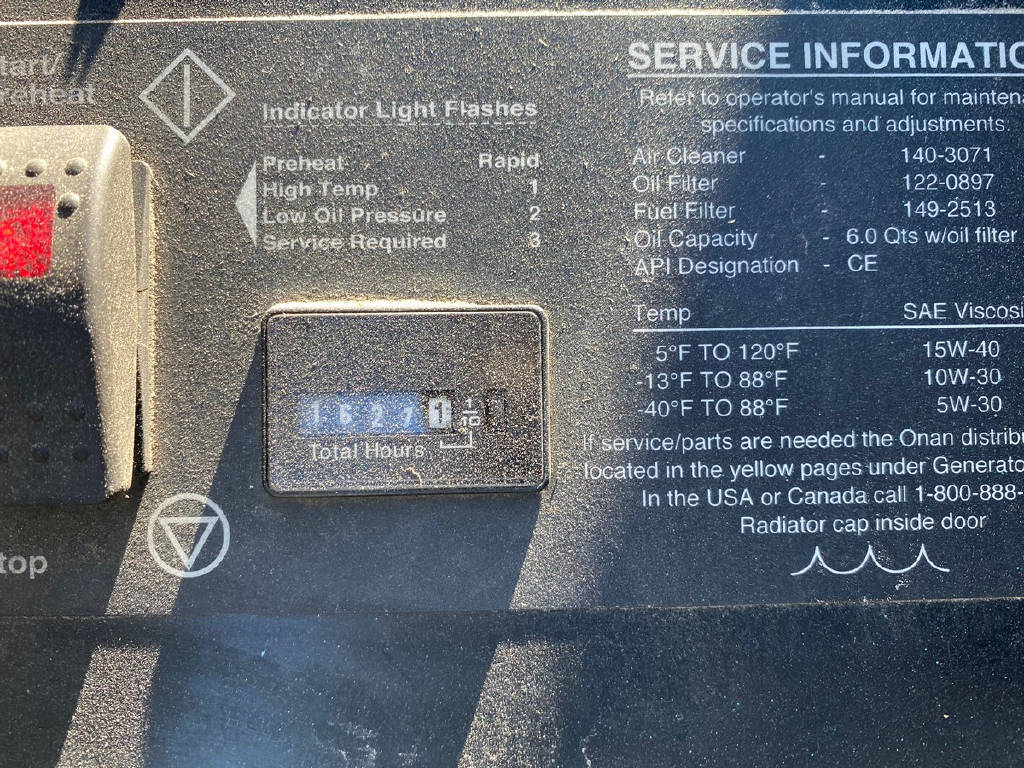 Start/
Preheat
Indicator Light Flashes
Preheat Rapid
High Temp 1
Low Oil Pressure 2
Service Required 3
1627 1 1/10
Total Hours
Stop
SERVICE INFORMATIO
Refer to operator's manual for maintena
specifications and adjustments:
Air Cleaner - 140-3071
Oil Filter - 122-0897
Fuel Filter - 149-2513
Oil Capacity - 6.0 Qts w/oil filter
API Designation - CE
Temp SAE Viscosi
5°F TO 120°F 15W-40
-13°F TO 88°F 10W-30
-40°F TO 88°F 5W-30
If service/parts are needed the Onan distribu
located in the yellow pages under Generato
In the USA or Canada call 1-800-888-
Radiator cap inside door